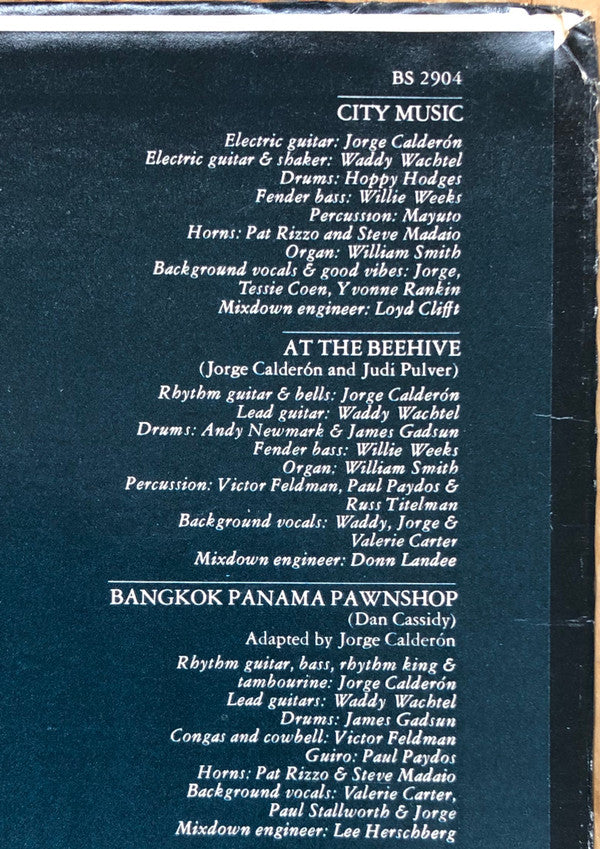 BS 2904
CITY MUSIC
Electric guitar: Jorge Calderón
Electric guitar & shaker: Waddy Wachtel
Drums: Hoppy Hodges
Fender bass: Willie Weeks
Percussion: Mayuto
Horns: Pat Rizzo and Steve Madaio
Organ: William Smith
Background vocals & good vibes: Jorge,
Tessie Coen, Yvonne Rankin
Mixdown engineer: Loyd Clifft
AT THE BEEHIVE
(Jorge Calderón and Judi Pulver)
Rhythm guitar & bells: Jorge Calderón
Lead guitar: Waddy Wachtel
Drums: Andy Newmark & James Gadsun
Fender bass: Willie Weeks
Organ: William Smith
Percussion: Victor Feldman, Paul Paydos &
Russ Titelman
Background vocals: Waddy, Jorge &
Valerie Carter
Mixdown engineer: Donn Landee
BANGKOK PANAMA PAWNSHOP
(Dan Cassidy)
Adapted by Jorge Calderón
Rhythm guitar, bass, rhythm king &
tambourine: Jorge Calderón
Lead guitars: Waddy Wachtel
Drums: James Gadsun
Congas and cowbell: Victor Feldman
Guiro: Paul Paydos
Horns: Pat Rizzo & Steve Madaio
Background vocals: Valerie Carter,
Paul Stallworth & Jorge
Mixdown engineer: Lee Herschberg